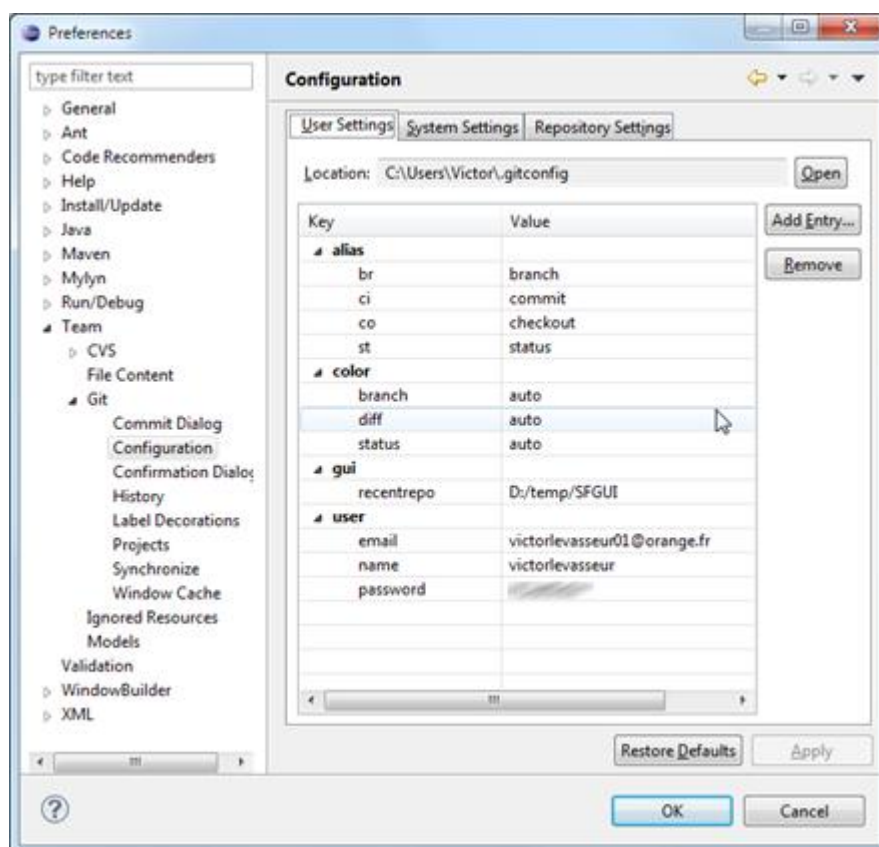 Preferences
type filter text
General
Ant
Code Recommenders
Help
Install/Update
Java
Maven
Mylyn
Run/Debug
Team
CVS
File Content
Git
Commit Dialog
Configuration
Confirmation Dialog
History
Label Decorations
Projects
Synchronize
Window Cache
Ignored Resources
Models
Validation
WindowBuilder
XML
Configuration
User Settings System Settings Repository Settings
Location: C:\Users\Victor\.gitconfig Open
Key Value Add Entry...
alias Remove
br branch
ci commit
co checkout
st status
color
branch auto
diff auto
status auto
gui
recentrepo D:/temp/SFGUI
user
email victorlevasseur01@orange.fr
name victorlevasseur
password
Restore Defaults Apply
? OK Cancel